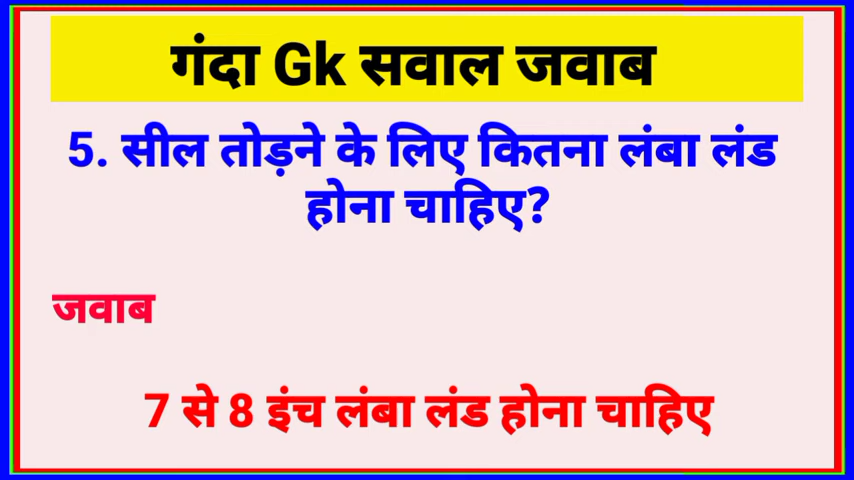 गंदा Gk सवाल जवाब
5. सील तोड़ने के लिए कितना लंबा लंड
होना चाहिए?
जवाब
7 से 8 इंच लंबा लंड होना चाहिए